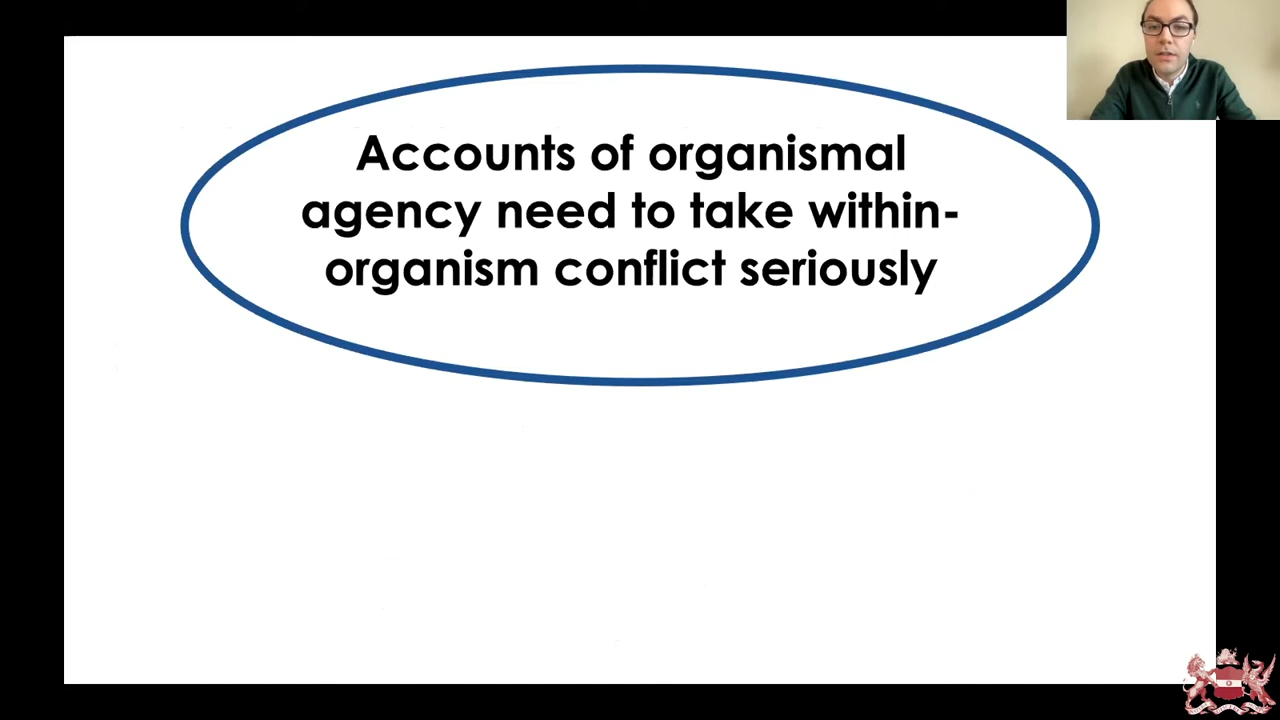 Accounts of organismal
agency need to take within-
organism conflict seriously